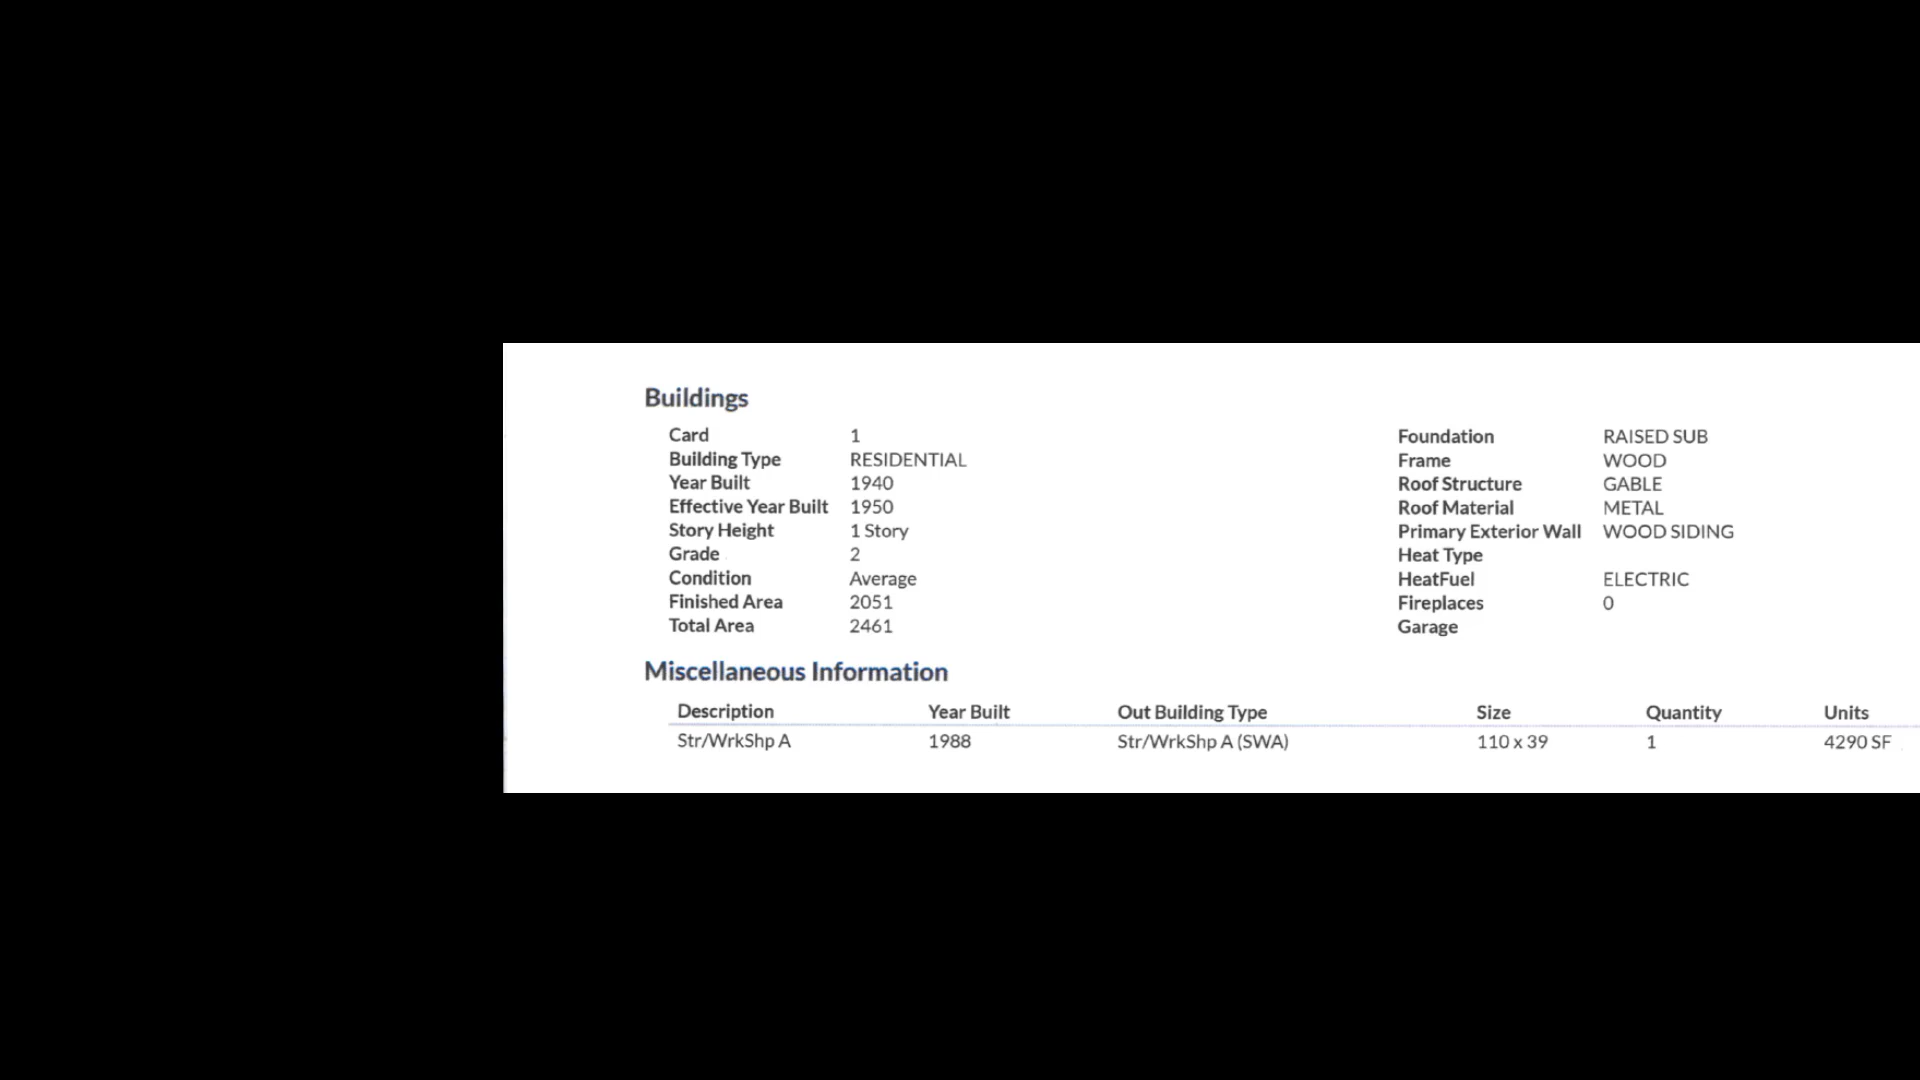 Buildings
Card 1
Building Type RESIDENTIAL
Year Built 1940
Effective Year Built 1950
Story Height 1 Story
Grade 2
Condition Average
Finished Area 2051
Total Area 2461
Foundation RAISED SUB
Frame WOOD
Roof Structure GABLE
Roof Material METAL
Primary Exterior Wall WOOD SIDING
Heat Type
HeatFuel ELECTRIC
Fireplaces 0
Garage
Miscellaneous Information
Description Year Built Out Building Type Size Quantity Units
Str/WrkShp A 1988 Str/WrkShp A (SWA) 110 x 39 1 4290 SF